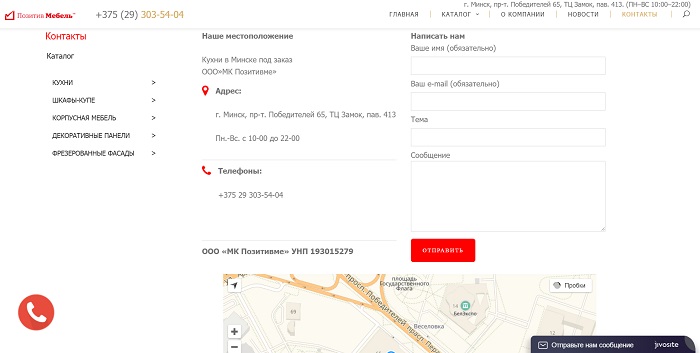 г. Минск, пр-т. Победителей 65, ТЦ Замок, пав. 413. (ПН–ВС 10:00–22:00)
Позитив Мебель™
+375 (29) 303-54-04
ГЛАВНАЯ
КАТАЛОГ
О КОМПАНИИ
НОВОСТИ
КОНТАКТЫ
Контакты
Каталог
КУХНИ >
ШКАФЫ-КУПЕ >
КОРПУСНАЯ МЕБЕЛЬ >
ДЕКОРАТИВНЫЕ ПАНЕЛИ >
ФРЕЗЕРОВАННЫЕ ФАСАДЫ >
Наше местоположение
Кухни в Минске под заказ
ООО»МК Позитивме»
Адрес:
г. Минск, пр-т. Победителей 65, ТЦ Замок, пав. 413
Пн.-Вс. с 10-00 до 22-00
Телефоны:
+375 29 303-54-04
ООО «МК Позитивме» УНП 193015279
Написать нам
Ваше имя (обязательно)
Ваш e-mail (обязательно)
Тема
Сообщение
ОТПРАВИТЬ
площадь
Государственного
Флага
Пробки
14
БелЭкспо
просп. Победителей
просп. Пер
Веселовка
+
−
Отправьте нам сообщение
jivosite